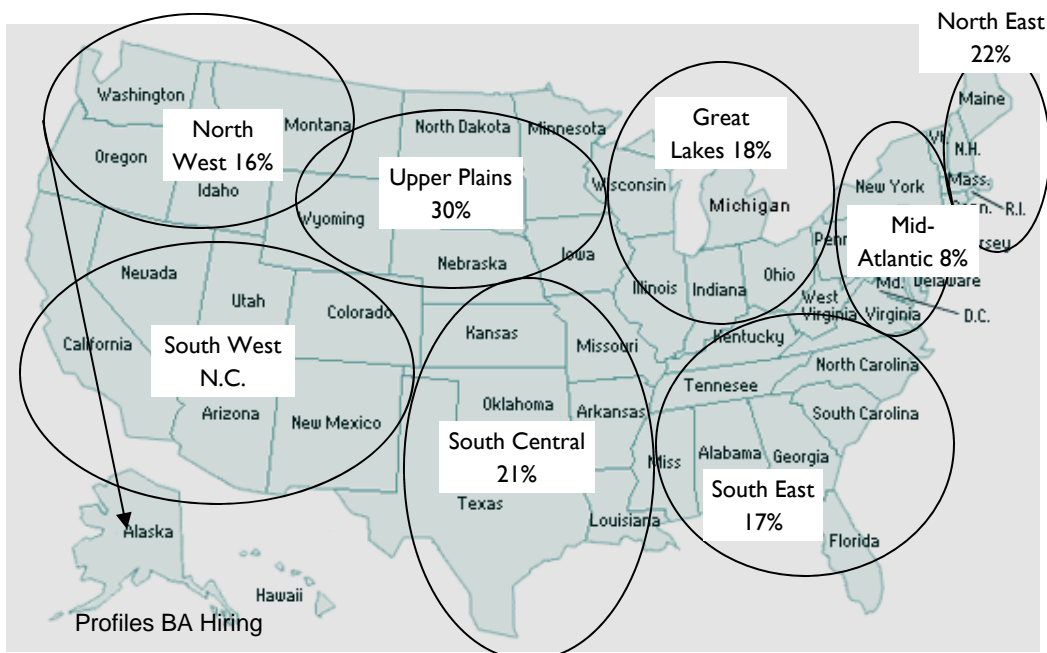 North East
22%
Washington
Maine
North
West 16%
Montana
North Dakota
Minnesota
Great
Lakes 18%
Oregon
Idaho
Upper Plains
30%
Wisconsin
Michigan
New York
N.H.
Mass.
R.I.
Wyoming
Mid-
Atlantic 8%
Nevada
Nebraska
Iowa
Ohio
Utah
Colorado
Illinois
Indiana
West
Virginia
Md.
Delaware
Virginia
D.C.
California
South West
N.C.
Kansas
Missouri
Kentucky
North Carolina
Tennesee
Arizona
New Mexico
Oklahoma
Arkansas
South Carolina
South Central
21%
Miss
Alabama
Georgia
Texas
South East
17%
Louisiana
Florida
Alaska
Hawaii
Profiles BA Hiring